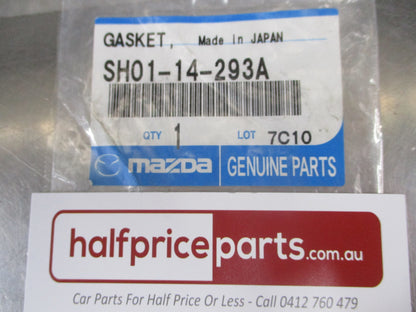 GASKET, Made in JAPAN
SH01-14-293A
QTY 1 LOT 7C10
mazda GENUINE PARTS
halfpriceparts.com.au
Car Parts For Half Price Or Less - Call 0412 760 479